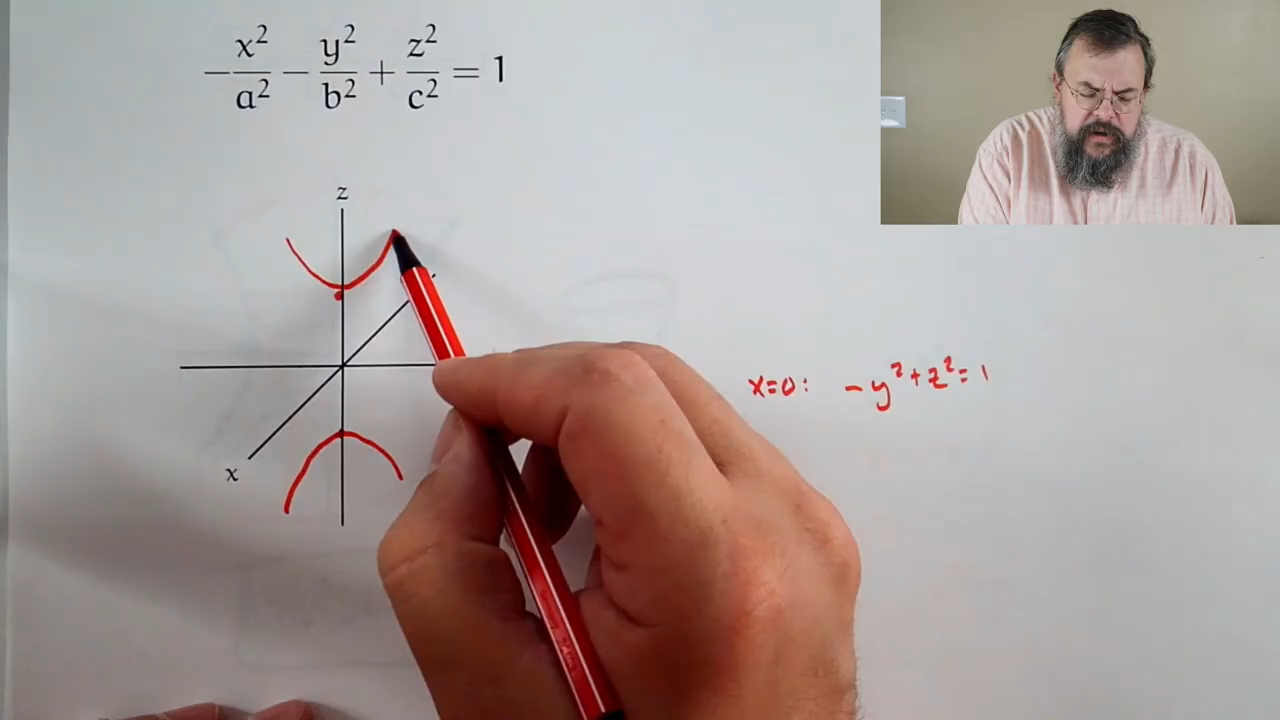 -x²/a² - y²/b² + z²/c² = 1
z
x=0: -y²+z²=1
x